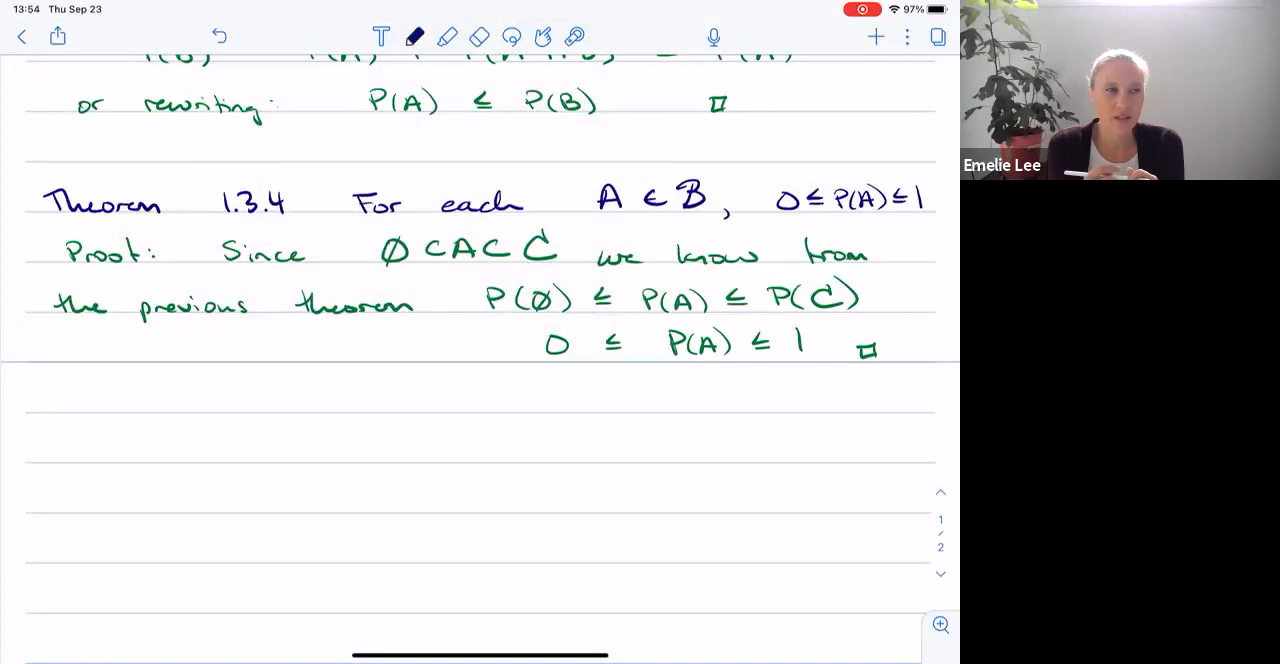 13:54 Thu Sep 23
97%
or rewriting: P(A) ≤ P(B) □
Emelie Lee
Theorem 1.3.4 For each A ∈ B, 0 ≤ P(A) ≤ 1
Proof: Since ∅ ⊂ A ⊂ C we know from
the previous theorem P(∅) ≤ P(A) ≤ P(C)
0 ≤ P(A) ≤ 1 □
1
/
2